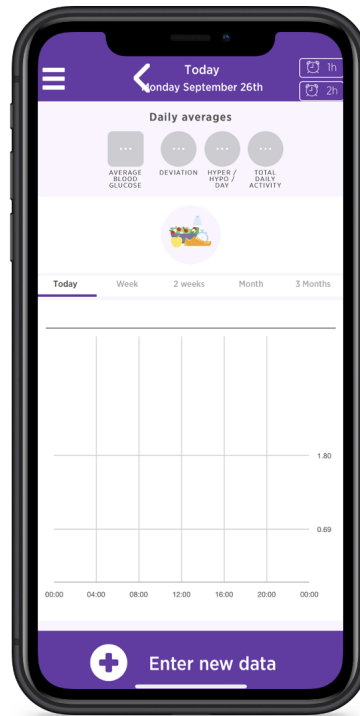 Today
Monday September 26th
1h
2h
Daily averages
...
...
...
...
AVERAGE
BLOOD
GLUCOSE
DEVIATION
HYPER /
HYPO /
DAY
TOTAL
DAILY
ACTIVITY
Today
Week
2 weeks
Month
3 Months
1.80
0.69
00:00
04:00
08:00
12:00
16:00
20:00
00:00
Enter new data